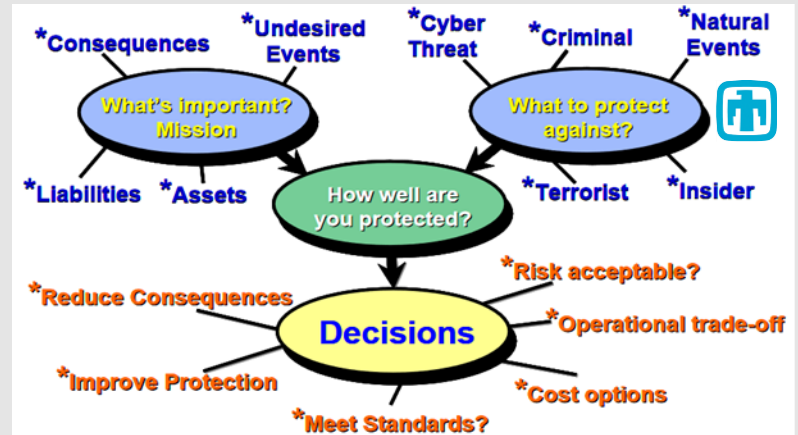 *Consequences
*Undesired
Events
*Cyber
Threat
*Criminal
*Natural
Events
What's important?
Mission
What to protect
against?
*Liabilities
*Assets
*Terrorist
*Insider
How well are
you protected?
*Risk acceptable?
*Reduce Consequences
*Operational trade-off
Decisions
*Improve Protection
*Cost options
*Meet Standards?